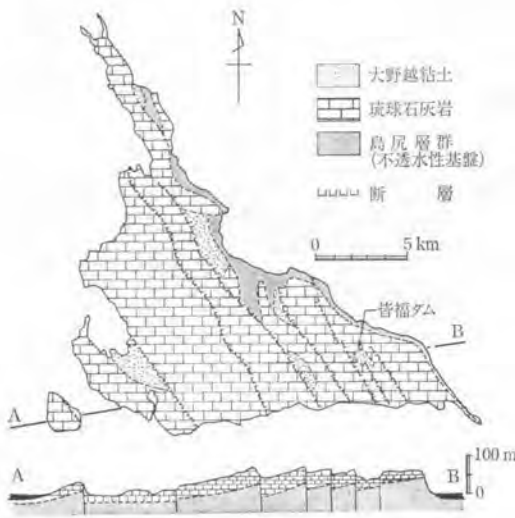 N
大野越粘土
琉球石灰岩
島尻層群
(不透水性基盤)
断 層
0 5 km
皆福ダム
B
A
A B
100 m
0